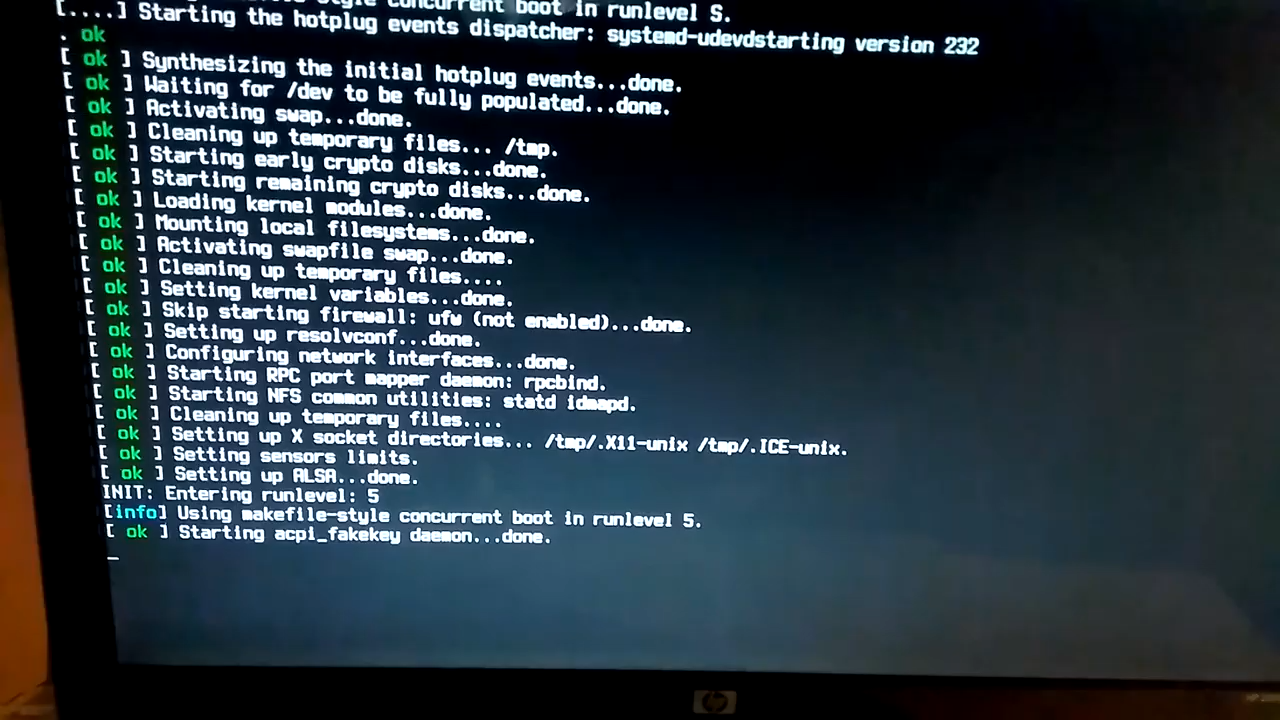 concurrent boot in runlevel S.
[....] Starting the hotplug events dispatcher: systemd-udevdstarting version 232
. ok
[ ok ] Synthesizing the initial hotplug events...done.
[ ok ] Waiting for /dev to be fully populated...done.
[ ok ] Activating swap...done.
[ ok ] Cleaning up temporary files... /tmp.
[ ok ] Starting early crypto disks...done.
[ ok ] Starting remaining crypto disks...done.
[ ok ] Loading kernel modules...done.
[ ok ] Mounting local filesystems...done.
[ ok ] Activating swapfile swap...done.
[ ok ] Cleaning up temporary files....
[ ok ] Setting kernel variables...done.
[ ok ] Skip starting firewall: ufw (not enabled)...done.
[ ok ] Setting up resolvconf...done.
[ ok ] Configuring network interfaces...done.
[ ok ] Starting RPC port mapper daemon: rpcbind.
[ ok ] Starting NFS common utilities: statd idmapd.
[ ok ] Cleaning up temporary files....
[ ok ] Setting up X socket directories... /tmp/.X11-unix /tmp/.ICE-unix.
[ ok ] Setting sensors limits.
[ ok ] Setting up ALSA...done.
INIT: Entering runlevel: 5
[info] Using makefile-style concurrent boot in runlevel 5.
[ ok ] Starting acpi_fakekey daemon...done.
_
hp